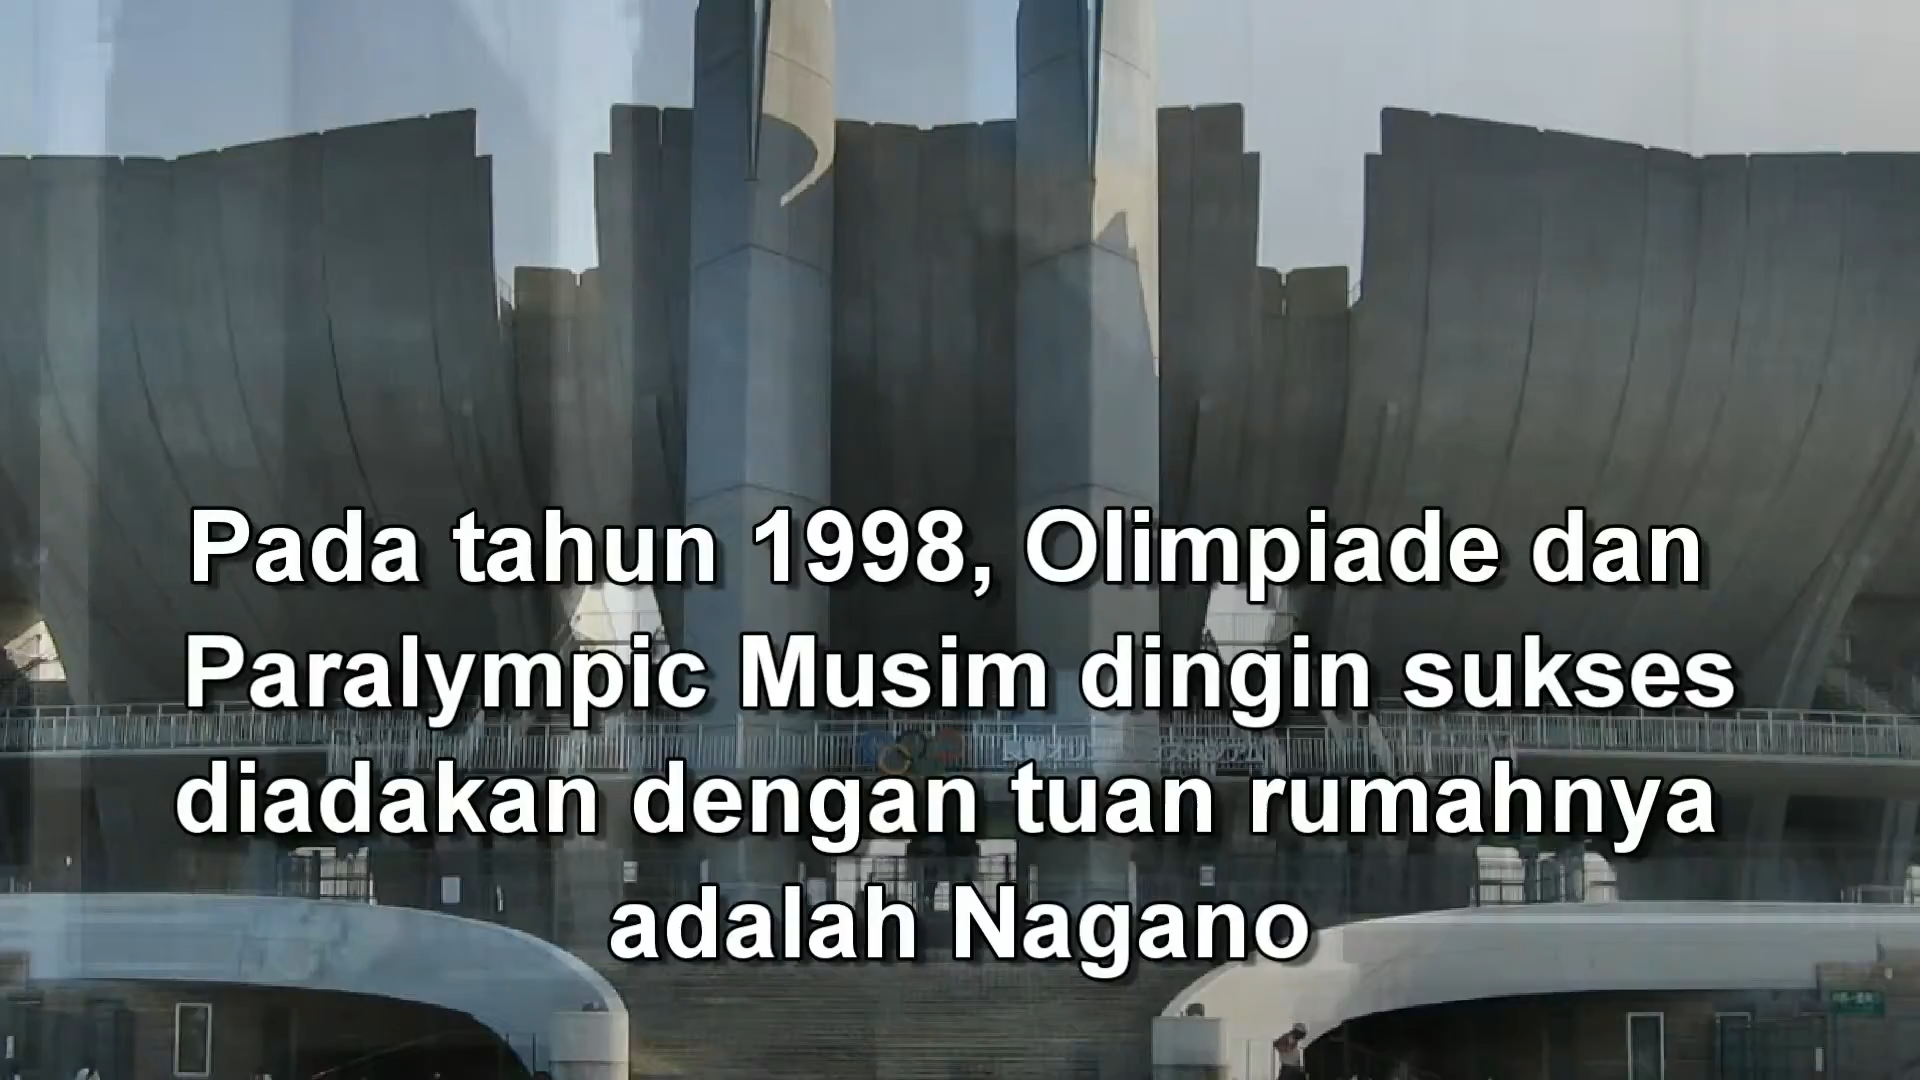 Pada tahun 1998, Olimpiade dan
Paralympic Musim dingin sukses
diadakan dengan tuan rumahnya
adalah Nagano